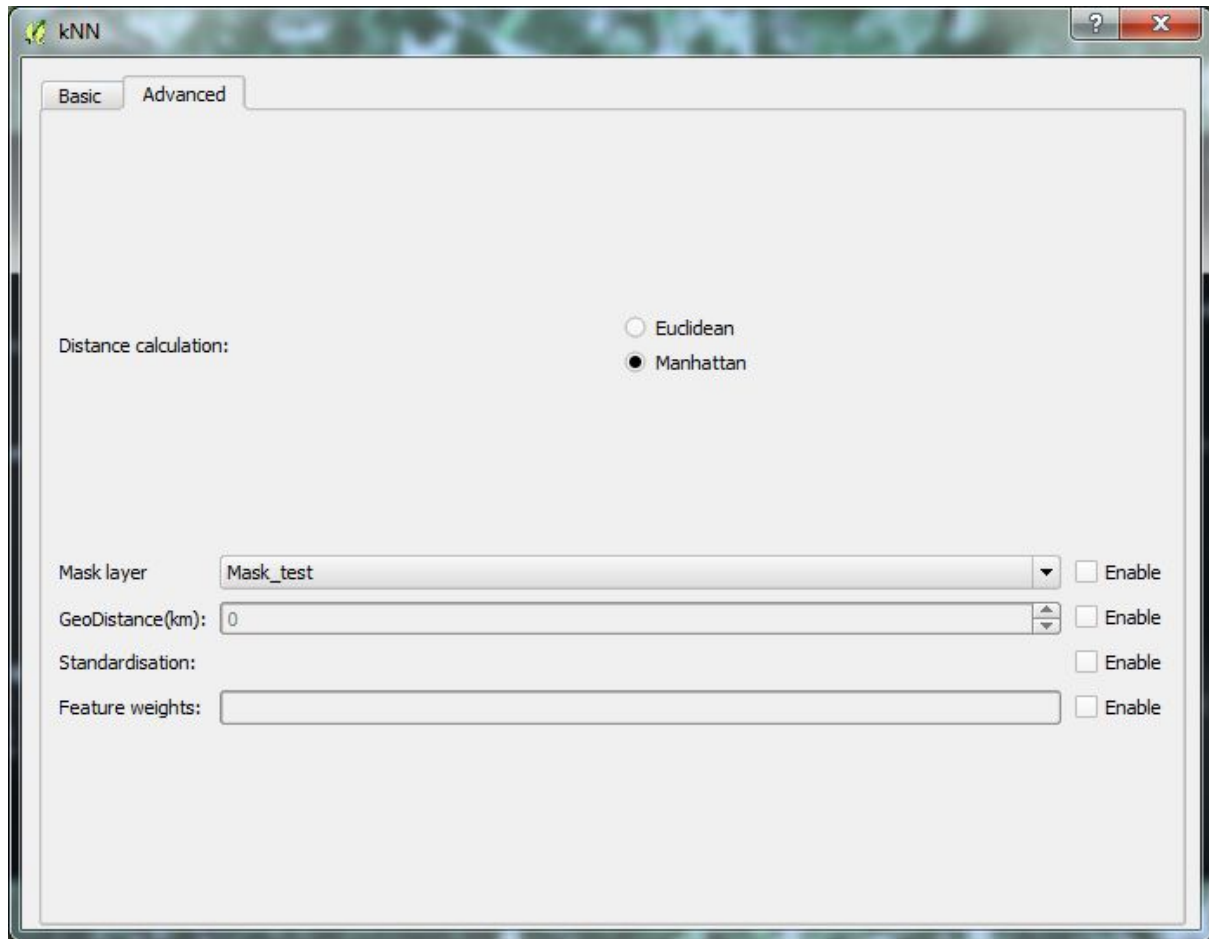 kNN
Basic Advanced
Distance calculation:
Euclidean
Manhattan
Mask layer Mask_test Enable
GeoDistance(km): 0 Enable
Standardisation: Enable
Feature weights: Enable